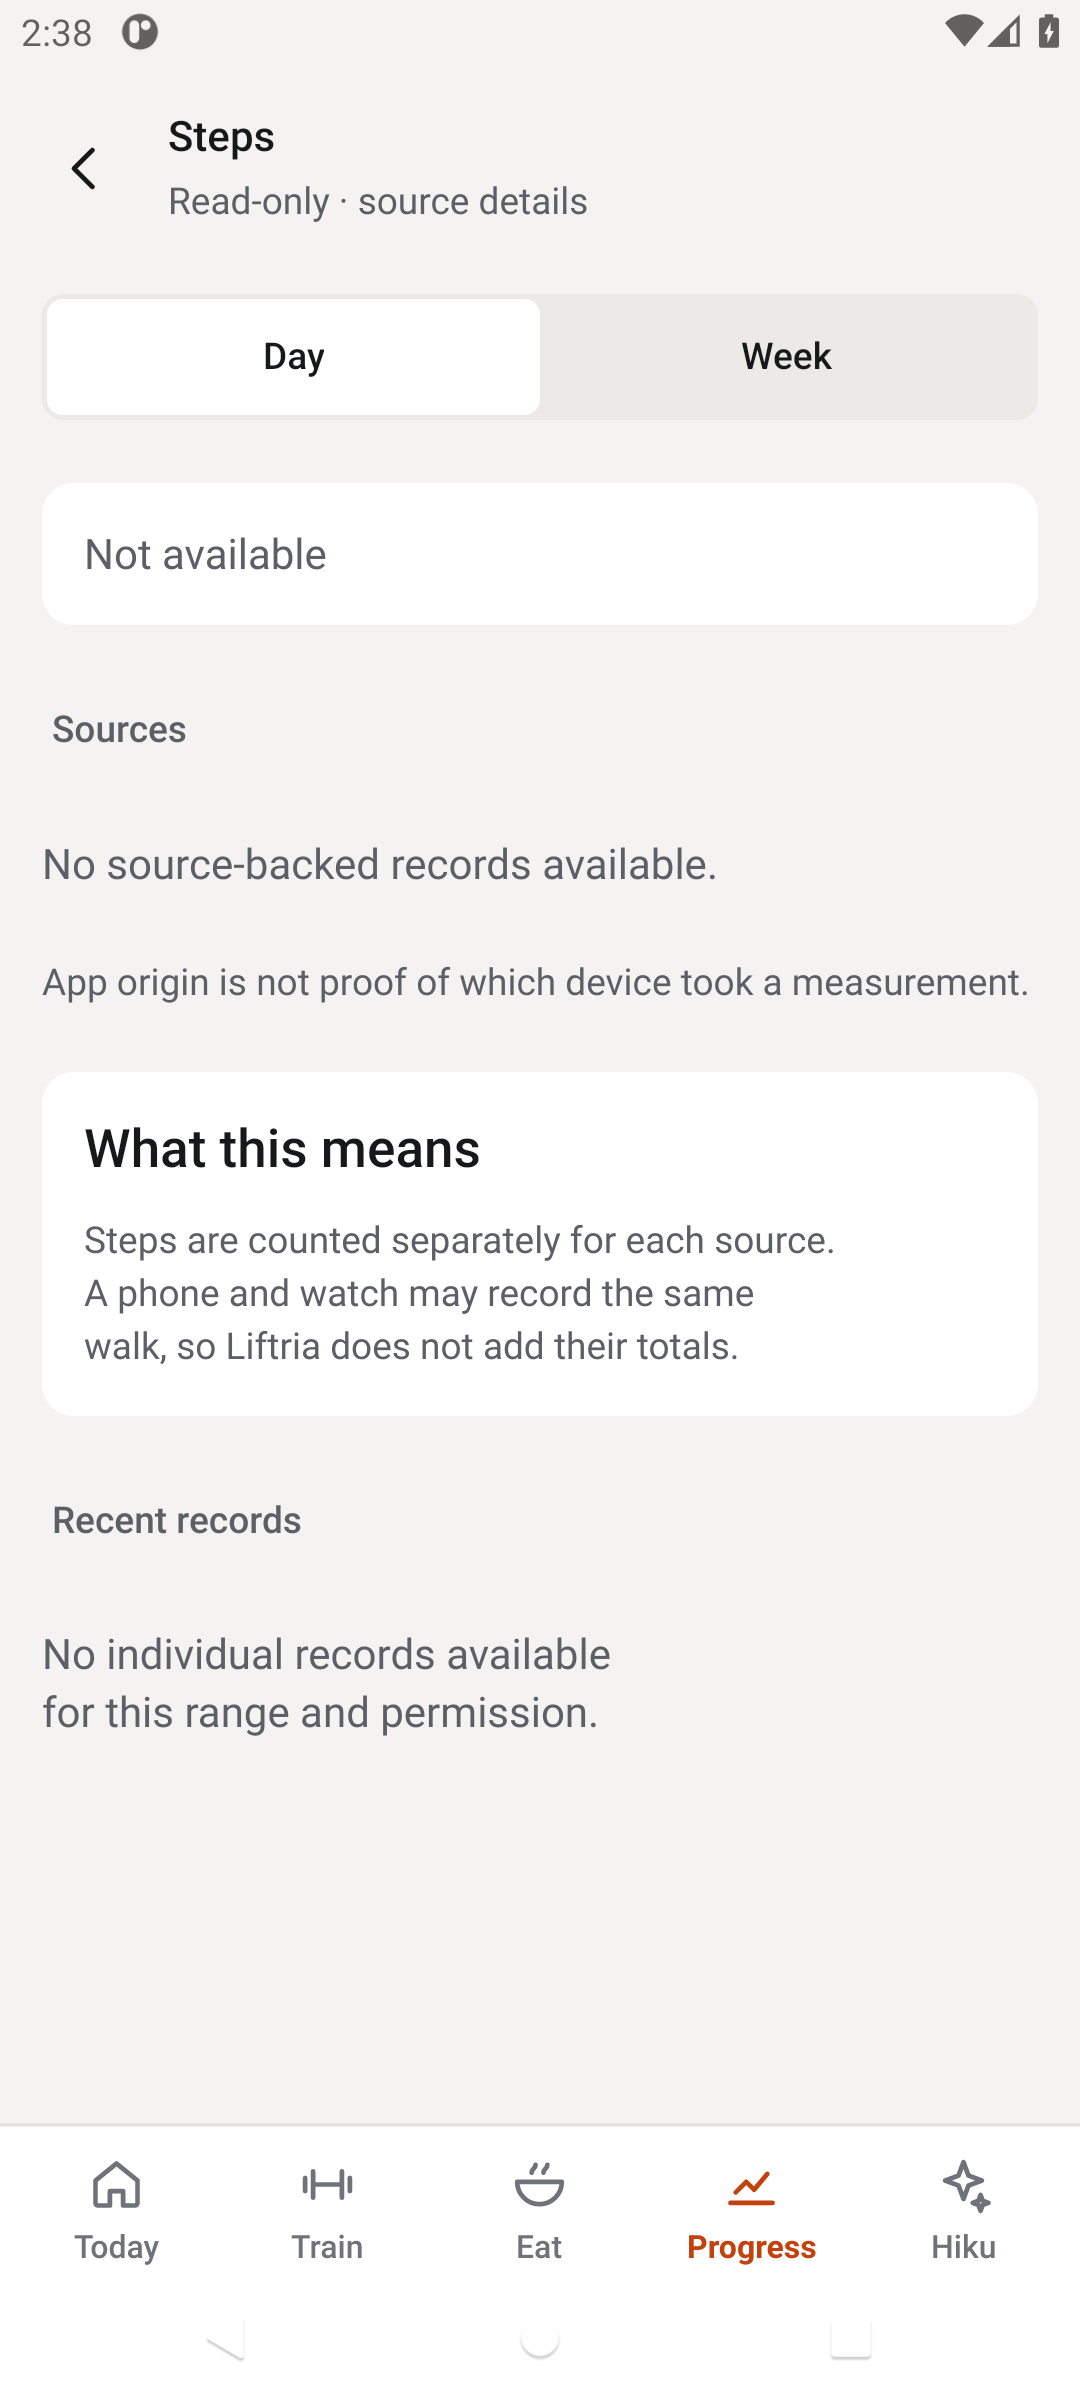 2:38
Steps
Read-only · source details
Day
Week
Not available
Sources
No source-backed records available.
App origin is not proof of which device took a measurement.
What this means
Steps are counted separately for each source.
A phone and watch may record the same
walk, so Liftria does not add their totals.
Recent records
No individual records available
for this range and permission.
Today
Train
Eat
Progress
Hiku